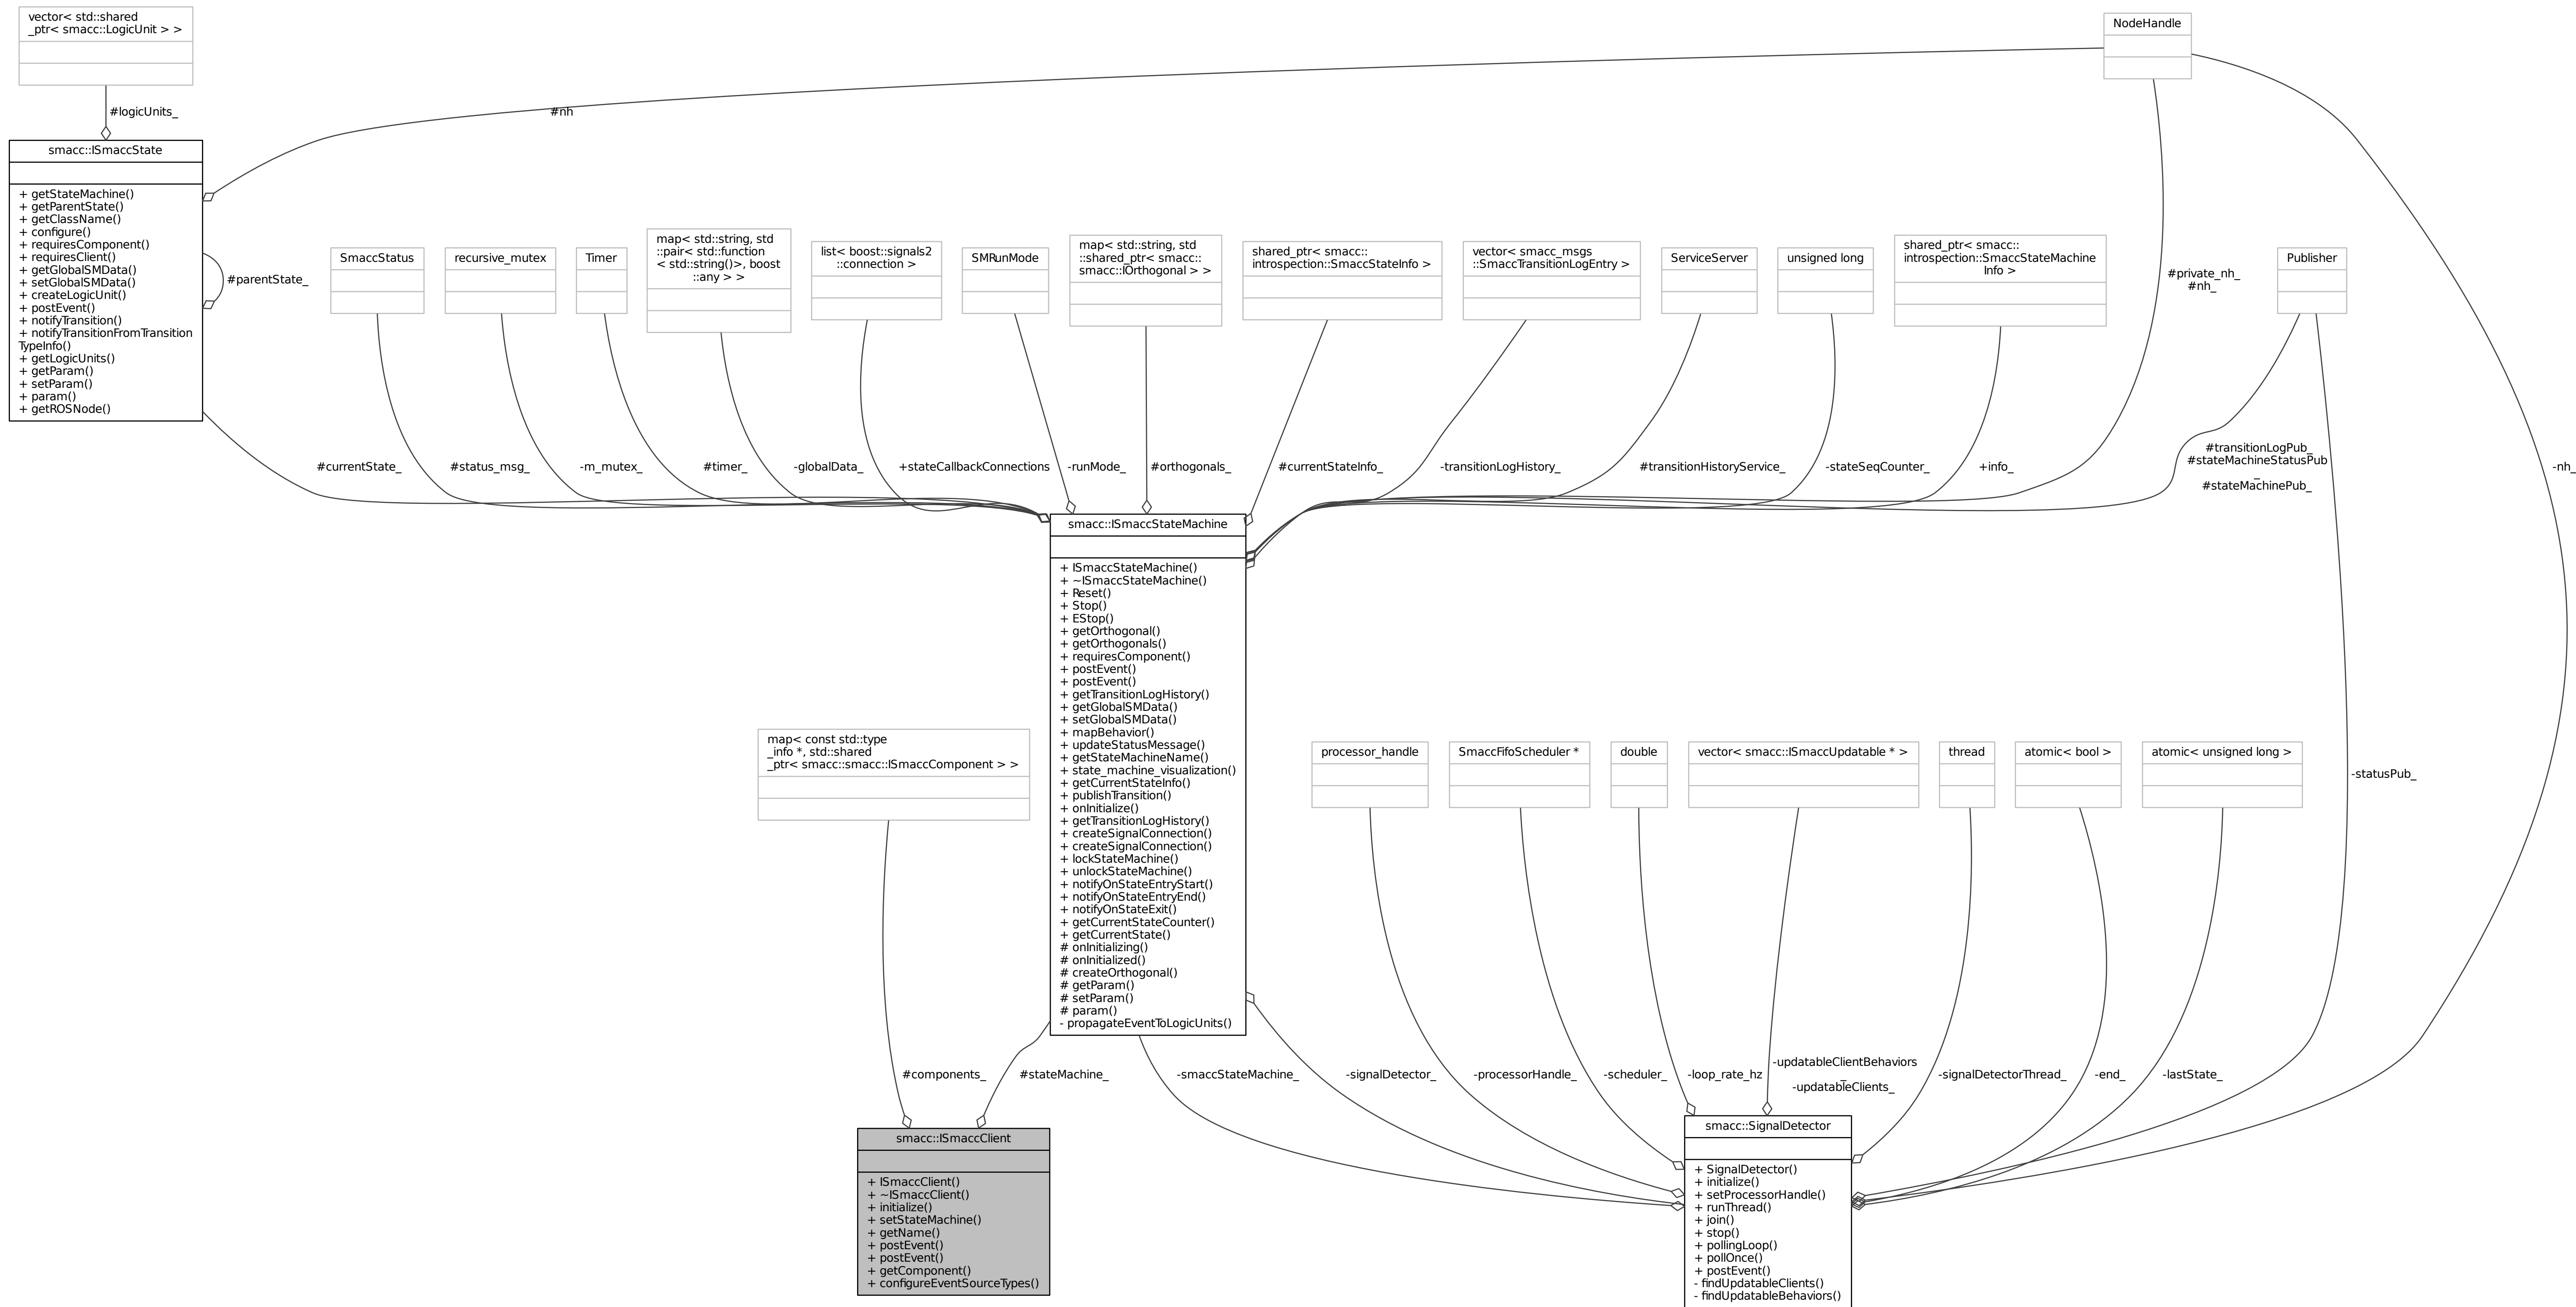 vector< std::shared
_ptr< smacc::LogicUnit > >
NodeHandle
#logicUnits_
#nh
smacc::ISmaccState
+ getStateMachine()
+ getParentState()
+ getClassName()
+ configure()
+ requiresComponent()
+ requiresClient()
+ getGlobalSMData()
+ setGlobalSMData()
+ createLogicUnit()
+ postEvent()
+ notifyTransition()
+ notifyTransitionFromTransition
TypeInfo()
+ getLogicUnits()
+ getParam()
+ setParam()
+ param()
+ getROSNode()
#parentState_
SmaccStatus
recursive_mutex
Timer
map< std::string, std
::pair< std::function
< std::string()>, boost
::any > >
list< boost::signals2
::connection >
SMRunMode
map< std::string, std
::shared_ptr< smacc::
smacc::IOrthogonal > >
shared_ptr< smacc::
introspection::SmaccStateInfo >
vector< smacc_msgs
::SmaccTransitionLogEntry >
ServiceServer
unsigned long
shared_ptr< smacc::
introspection::SmaccStateMachine
Info >
#private_nh_
#nh_
Publisher
#currentState_
#status_msg_
-m_mutex_
#timer_
-globalData_
+stateCallbackConnections
-runMode_
#orthogonals_
#currentStateInfo_
-transitionLogHistory_
#transitionHistoryService_
-stateSeqCounter_
+info_
#transitionLogPub_
#stateMachineStatusPub
_
#stateMachinePub_
-nh_
smacc::ISmaccStateMachine
+ ISmaccStateMachine()
+ ~ISmaccStateMachine()
+ Reset()
+ Stop()
+ EStop()
+ getOrthogonal()
+ getOrthogonals()
+ requiresComponent()
+ postEvent()
+ postEvent()
+ getTransitionLogHistory()
+ getGlobalSMData()
+ setGlobalSMData()
+ mapBehavior()
+ updateStatusMessage()
+ getStateMachineName()
+ state_machine_visualization()
+ getCurrentStateInfo()
+ publishTransition()
+ onInitialize()
+ getTransitionLogHistory()
+ createSignalConnection()
+ createSignalConnection()
+ lockStateMachine()
+ unlockStateMachine()
+ notifyOnStateEntryStart()
+ notifyOnStateEntryEnd()
+ notifyOnStateExit()
+ getCurrentStateCounter()
+ getCurrentState()
# onInitializing()
# onInitialized()
# createOrthogonal()
# getParam()
# setParam()
# param()
- propagateEventToLogicUnits()
map< const std::type
_info *, std::shared
_ptr< smacc::smacc::ISmaccComponent > >
processor_handle
SmaccFifoScheduler *
double
vector< smacc::ISmaccUpdatable * >
thread
atomic< bool >
atomic< unsigned long >
-statusPub_
#components_
#stateMachine_
-smaccStateMachine_
-signalDetector_
-processorHandle_
-scheduler_
-loop_rate_hz
-updatableClientBehaviors
_
-updatableClients_
-signalDetectorThread_
-end_
-lastState_
smacc::ISmaccClient
+ ISmaccClient()
+ ~ISmaccClient()
+ initialize()
+ setStateMachine()
+ getName()
+ postEvent()
+ postEvent()
+ getComponent()
+ configureEventSourceTypes()
smacc::SignalDetector
+ SignalDetector()
+ initialize()
+ setProcessorHandle()
+ runThread()
+ join()
+ stop()
+ pollingLoop()
+ pollOnce()
+ postEvent()
- findUpdatableClients()
- findUpdatableBehaviors()